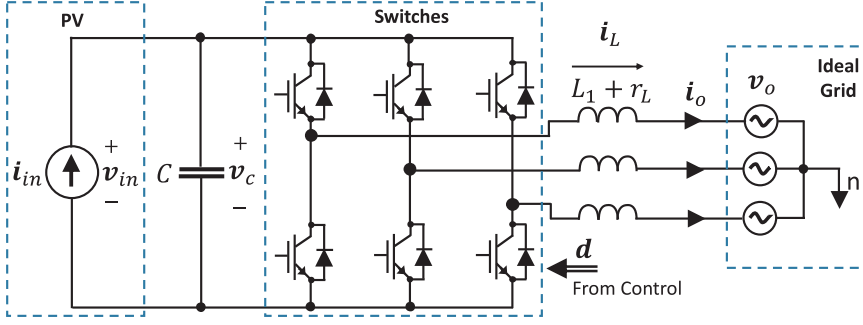 PV
Switches
i_L
Ideal
Grid
L_1 + r_L
i_o
v_o
+
+
i_in
v_in
C
v_c
n
−
−
d
From Control